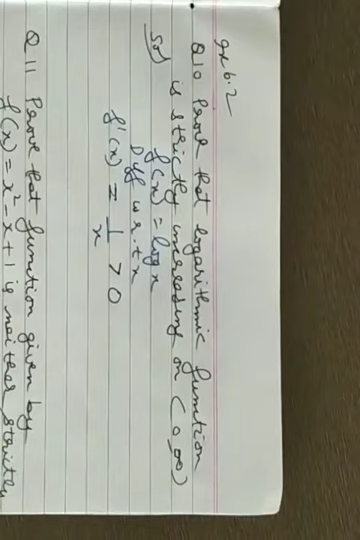 Ex 6.2
Q10 Prove that logarithmic function
is strictly increasing on (0, ∞)
Sol
f(x) = log x
Diff w.r.t x
f'(x) = 1/x > 0
Q 11 Prove that function given by
f(x) = x² - x + 1 is neither strictly